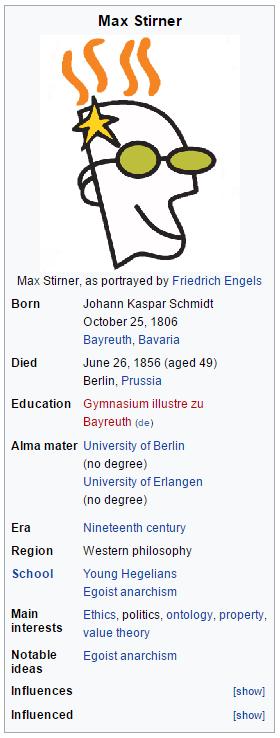 Max Stirner
Max Stirner, as portrayed by Friedrich Engels
Born Johann Kaspar Schmidt
October 25, 1806
Bayreuth, Bavaria
Died June 26, 1856 (aged 49)
Berlin, Prussia
Education Gymnasium illustre zu
Bayreuth (de)
Alma mater University of Berlin
(no degree)
University of Erlangen
(no degree)
Era Nineteenth century
Region Western philosophy
School Young Hegelians
Egoist anarchism
Main Ethics, politics, ontology, property,
interests value theory
Notable Egoist anarchism
ideas
Influences [show]
Influenced [show]